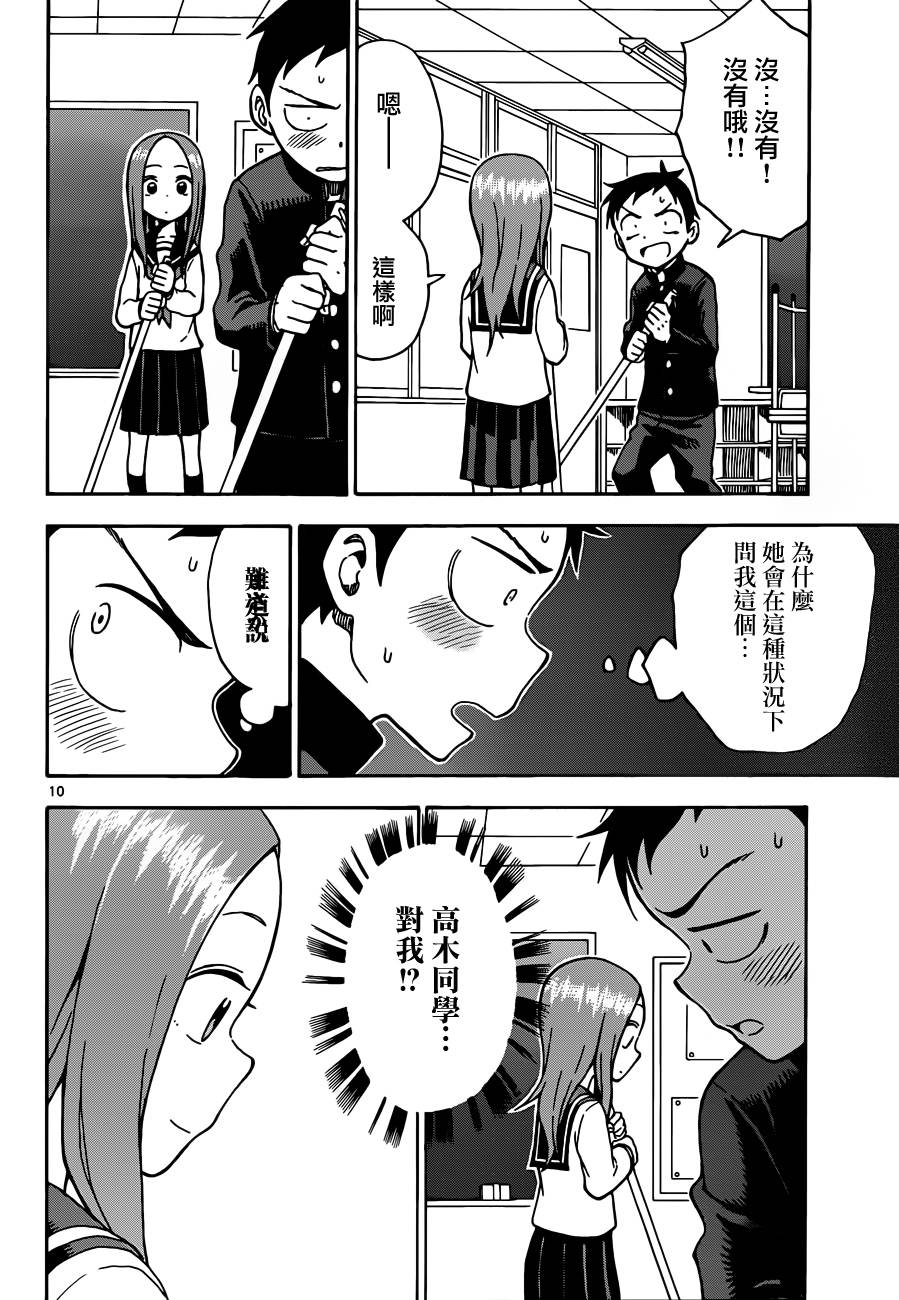 沒…沒有！
沒有哦!!
嗯——
這樣啊
為什麼
她會在這種狀況下
問我這個…
難道說
高木同學…
對我!?
10